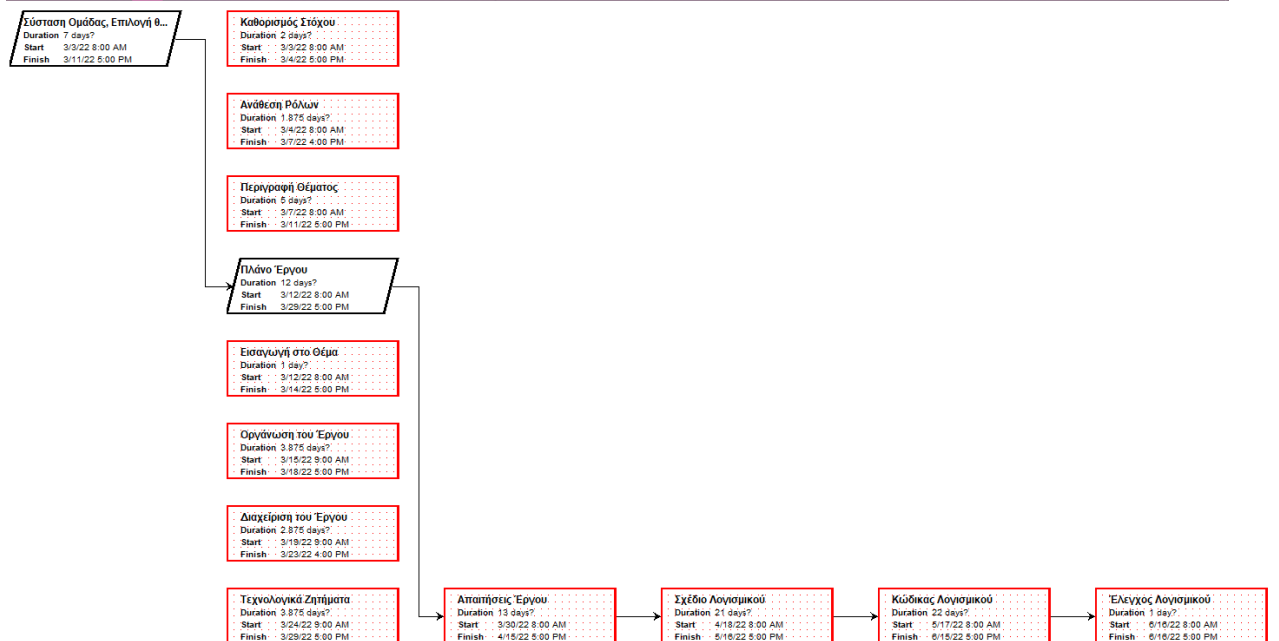 Σύσταση Ομάδας, Επιλογή θ...
Duration 7 days?
Start 3/3/22 8:00 AM
Finish 3/11/22 5:00 PM
Καθορισμός Στόχου
Duration 2 days?
Start 3/3/22 8:00 AM
Finish 3/4/22 5:00 PM
Ανάθεση Ρόλων
Duration 1.875 days?
Start 3/4/22 8:00 AM
Finish 3/7/22 4:00 PM
Περιγραφή Θέματος
Duration 5 days?
Start 3/7/22 8:00 AM
Finish 3/11/22 5:00 PM
Πλάνο Έργου
Duration 12 days?
Start 3/12/22 8:00 AM
Finish 3/29/22 5:00 PM
Εισαγωγή στο Θέμα
Duration 1 day?
Start 3/12/22 8:00 AM
Finish 3/14/22 5:00 PM
Οργάνωση του Έργου
Duration 3.875 days?
Start 3/15/22 9:00 AM
Finish 3/18/22 5:00 PM
Διαχείριση του Έργου
Duration 2.875 days?
Start 3/19/22 9:00 AM
Finish 3/23/22 4:00 PM
Τεχνολογικά Ζητήματα
Duration 3.875 days?
Start 3/24/22 9:00 AM
Finish 3/29/22 5:00 PM
Απαιτήσεις Έργου
Duration 13 days?
Start 3/30/22 8:00 AM
Finish 4/15/22 5:00 PM
Σχέδιο Λογισμικού
Duration 21 days?
Start 4/18/22 8:00 AM
Finish 5/16/22 5:00 PM
Κώδικας Λογισμικού
Duration 22 days?
Start 5/17/22 8:00 AM
Finish 6/15/22 5:00 PM
Έλεγχος Λογισμικού
Duration 1 day?
Start 6/16/22 8:00 AM
Finish 6/16/22 5:00 PM